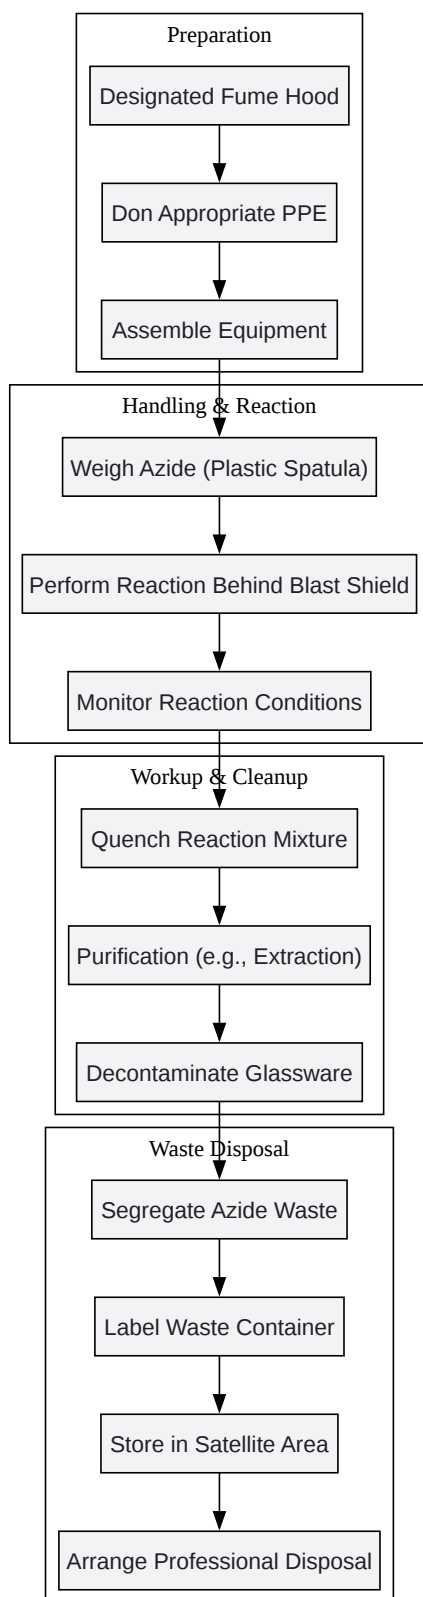 Preparation
Designated Fume Hood
Don Appropriate PPE
Assemble Equipment
Handling & Reaction
Weigh Azide (Plastic Spatula)
Perform Reaction Behind Blast Shield
Monitor Reaction Conditions
Workup & Cleanup
Quench Reaction Mixture
Purification (e.g., Extraction)
Decontaminate Glassware
Waste Disposal
Segregate Azide Waste
Label Waste Container
Store in Satellite Area
Arrange Professional Disposal